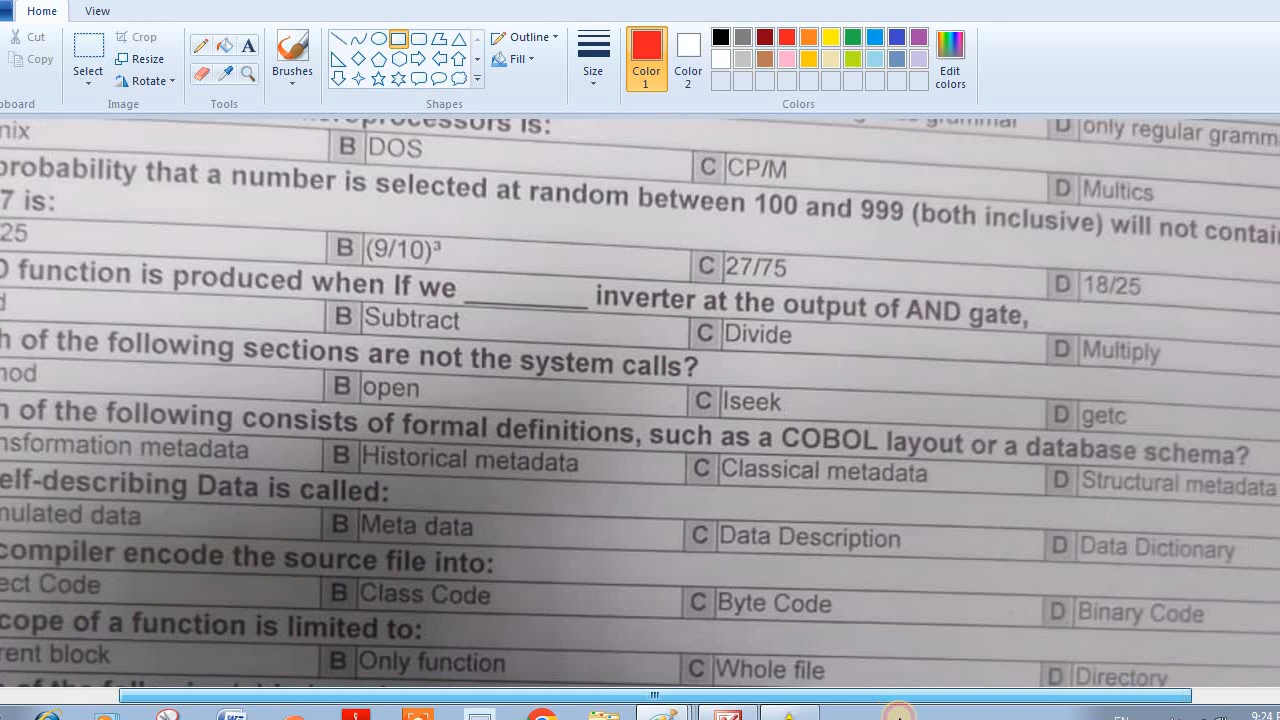 Home View
Cut
Copy
Select
Crop
Resize
Rotate
Image
Tools
Brushes
Shapes
Outline
Fill
Size
Color 1
Color 2
Edit colors
Colors
is:
D only regular
nix B DOS C CP/M D Multics
probability that a number is selected at random between 100 and 999 (both inclusive) will not
7 is:
25 B (9/10)³ C 27/75 D 18/25
function is produced when If we ________ inverter at the output of AND gate,
B Subtract C Divide D Multiply
of the following sections are not the system calls?
B open C lseek D getc
of the following consists of formal definitions, such as a COBOL layout or a database schema?
nsformation metadata B Historical metadata C Classical metadata D Structural metadata
elf-describing Data is called:
mulated data B Meta data C Data Description D Data Dictionary
compiler encode the source file into:
ect Code B Class Code C Byte Code D Binary Code
cope of a function is limited to:
rent block B Only function C Whole file D Directory
EN